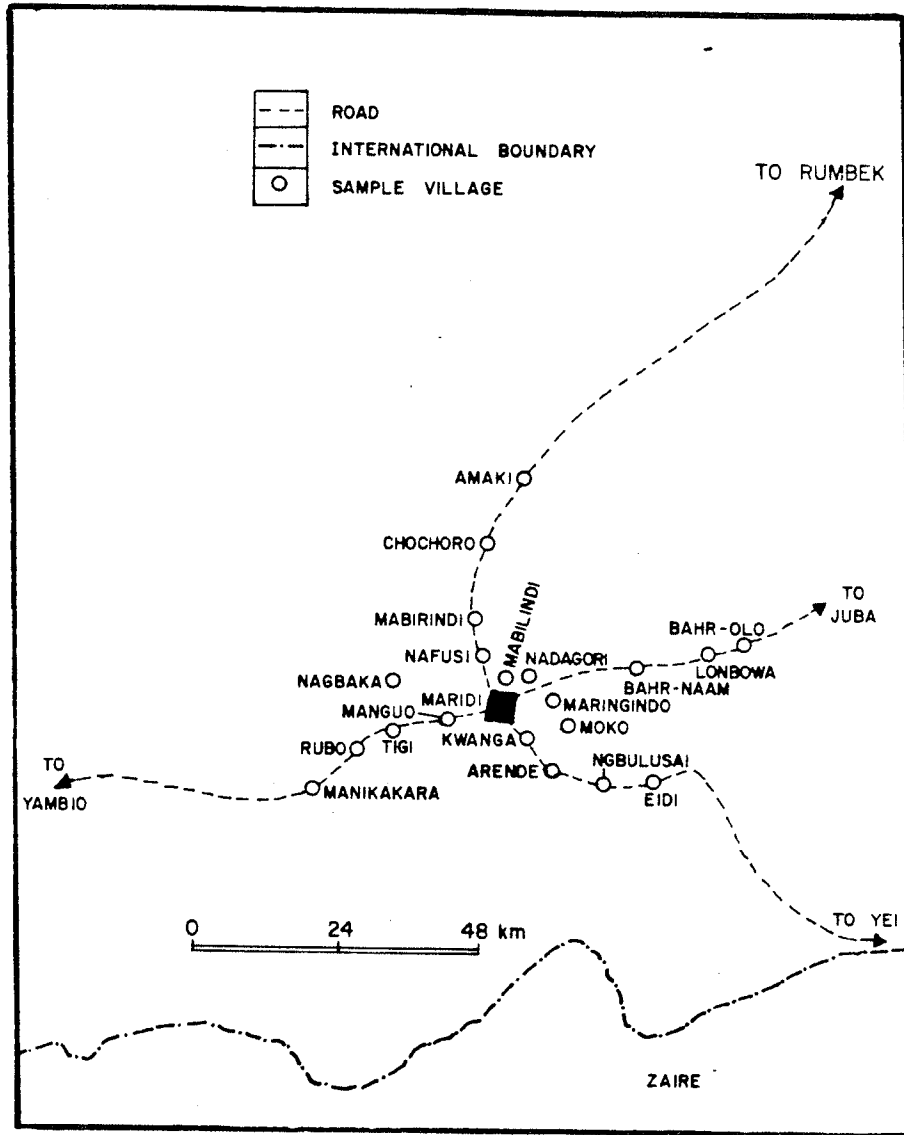 ROAD
INTERNATIONAL BOUNDARY
SAMPLE VILLAGE
TO RUMBEK
AMAKI
CHOCHORO
MABIRINDI
MABILINDI
TO
JUBA
BAHR-OLO
NAFUSI
NADAGORI
LONBOWA
BAHR-NAAM
NAGBAKA
MARIDI
MARINGINDO
MANGUO
MOKO
KWANGA
RUBO
TIGI
ARENDE
NGBULUSAI
TO
YAMBIO
MANIKAKARA
EIDI
TO YEI
0 24 48 km
ZAIRE